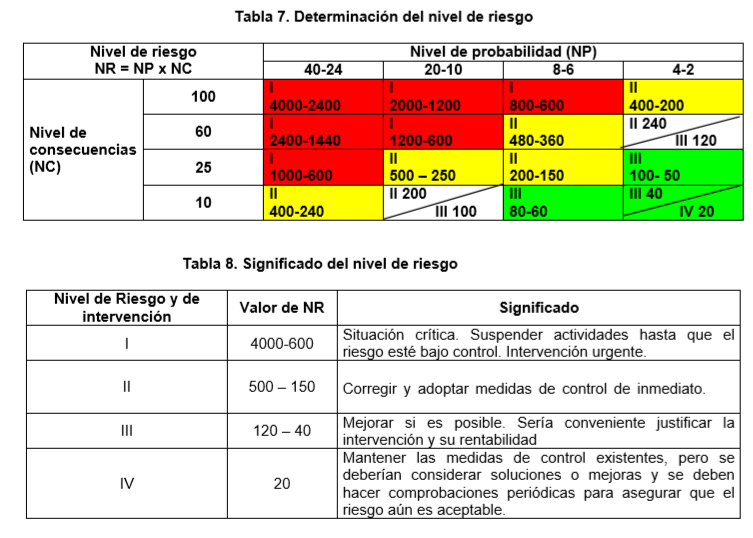 Tabla 7. Determinación del nivel de riesgo
Nivel de riesgo
NR = NP x NC
Nivel de probabilidad (NP)
40-24 20-10 8-6 4-2
Nivel de
consecuencias
(NC)
100
I
4000-2400
I
2000-1200
I
800-600
II
400-200
60
I
2400-1440
I
1200-600
II
480-360
II 240
III 120
25
I
1000-600
II
500 – 250
II
200-150
III
100- 50
10
II
400-240
II 200
III 100
III
80-60
III 40
IV 20
Tabla 8. Significado del nivel de riesgo
Nivel de Riesgo y de
intervención
Valor de NR
Significado
I
4000-600
Situación crítica. Suspender actividades hasta que el
riesgo esté bajo control. Intervención urgente.
II
500 – 150
Corregir y adoptar medidas de control de inmediato.
III
120 – 40
Mejorar si es posible. Sería conveniente justificar la
intervención y su rentabilidad
IV
20
Mantener las medidas de control existentes, pero se
deberían considerar soluciones o mejoras y se deben
hacer comprobaciones periódicas para asegurar que el
riesgo aún es aceptable.